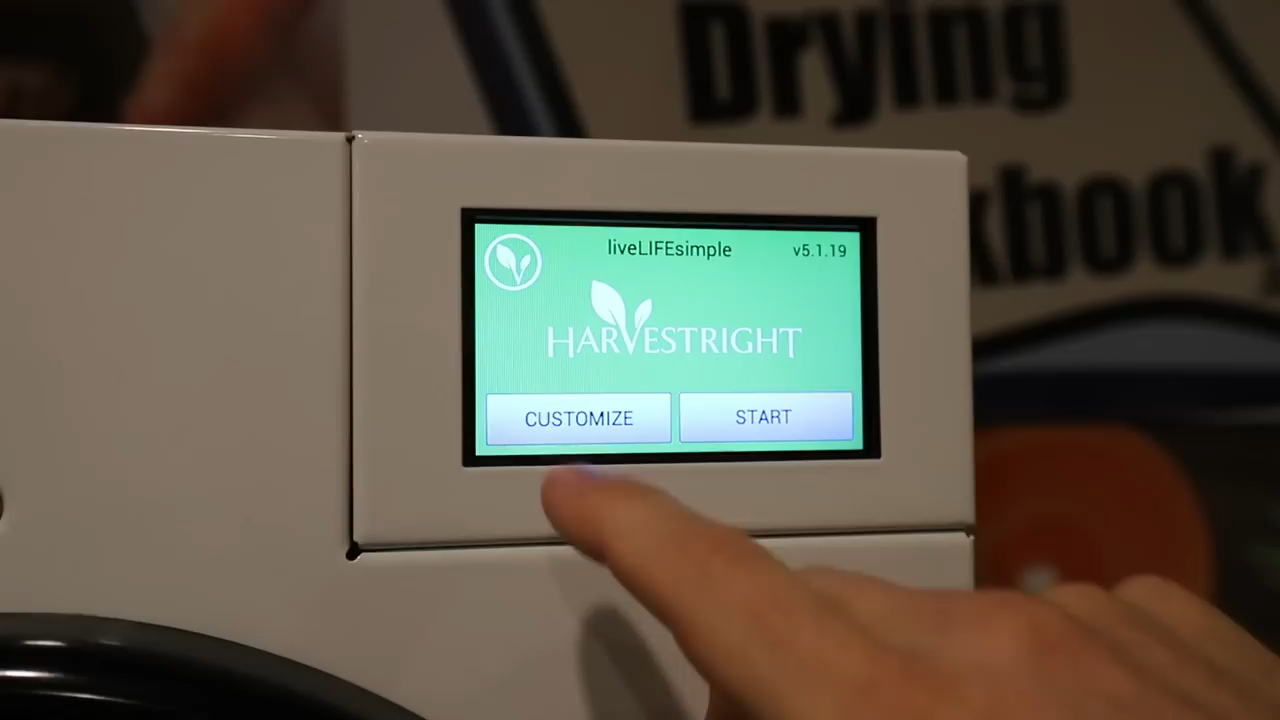 Drying
kbook
liveLIFEsimple
v5.1.19
HARVESTRIGHT
CUSTOMIZE
START